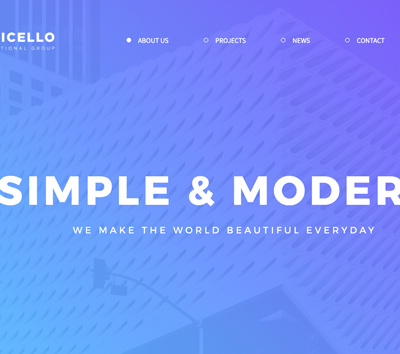 ICELLO
TIONAL GROUP
ABOUT US
PROJECTS
NEWS
CONTACT
SIMPLE & MODER
WE MAKE THE WORLD BEAUTIFUL EVERYDAY